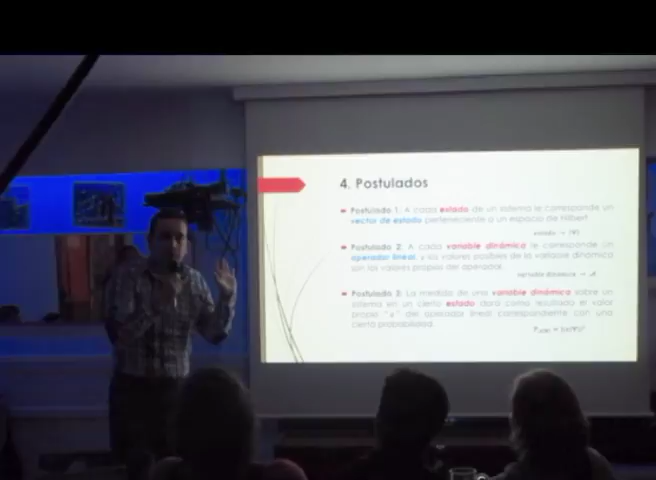 4. Postulados
Postulado 1: A cada estado de un sistema le corresponde un
vector de estado perteneciente a un espacio de Hilbert
estado → |Ψ⟩
Postulado 2: A cada variable dinámica le corresponde un
operador lineal, y los valores posibles de la variable dinámica
son los valores propios del operador.
variable dinámica → A
Postulado 3: La medida de una variable dinámica sobre un
sistema en un cierto estado dará como resultado el valor
propio "a" del operador lineal correspondiente con una
cierta probabilidad.